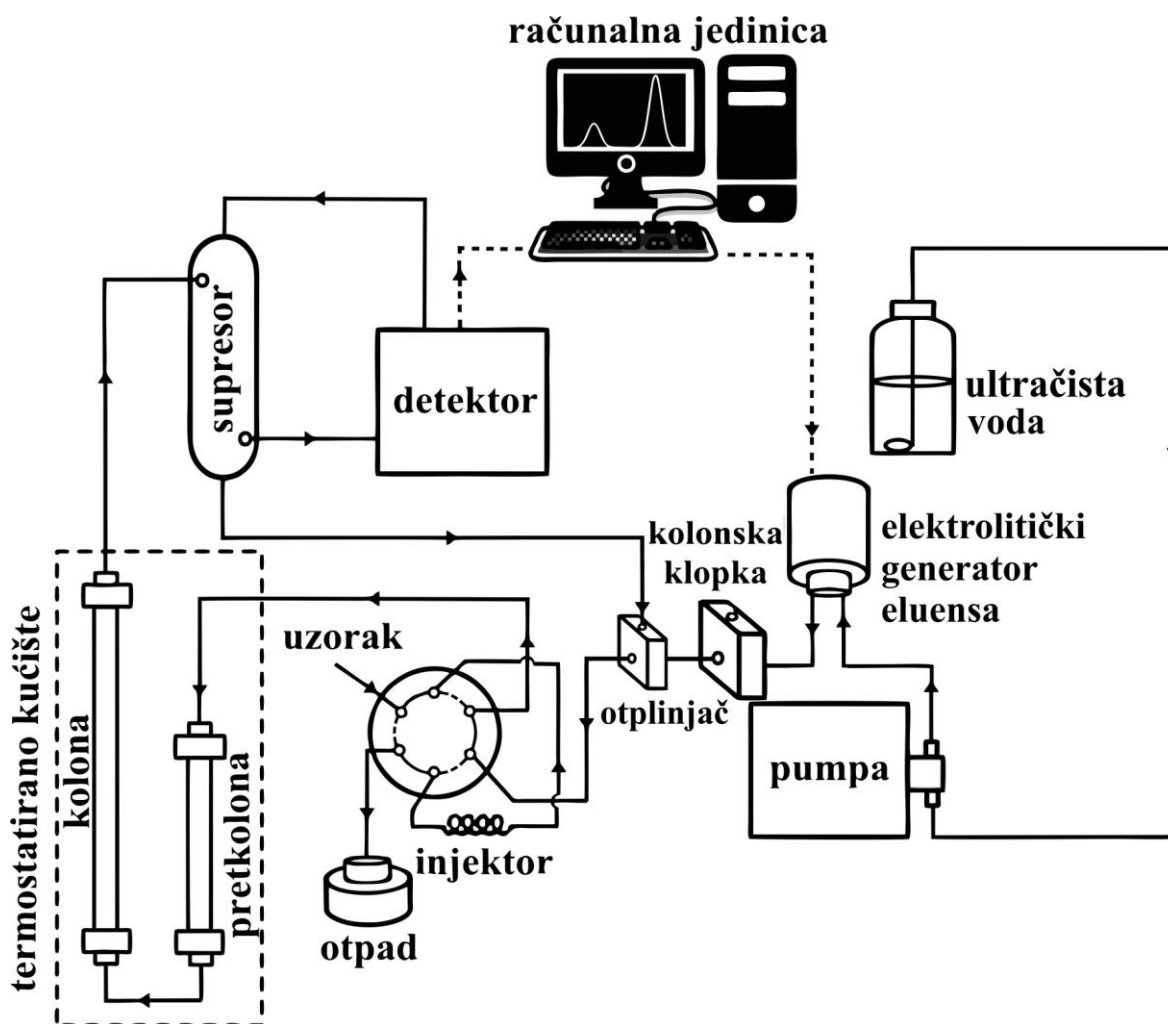 računalna jedinica
supresor
detektor
ultračista
voda
kolonska
klopka
elektrolitički
generator
eluensa
uzorak
otplinjač
pumpa
injektor
otpad
termostatirano kućište
kolona
pretkolona